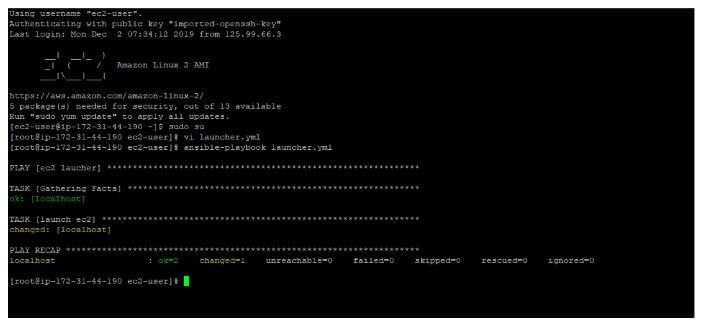 Using username "ec2-user".
Authenticating with public key "imported-openssh-key"
Last login: Mon Dec  2 07:34:12 2019 from 125.99.66.3

       __|  __|_  )
       _|  (     /   Amazon Linux 2 AMI
      ___|\___|___|

https://aws.amazon.com/amazon-linux-2/
5 package(s) needed for security, out of 13 available
Run "sudo yum update" to apply all updates.
[ec2-user@ip-172-31-44-190 ~]$ sudo su
[root@ip-172-31-44-190 ec2-user]# vi launcher.yml
[root@ip-172-31-44-190 ec2-user]# ansible-playbook launcher.yml

PLAY [ec2 laucher] *************************************************************

TASK [Gathering Facts] *********************************************************
ok: [localhost]

TASK [launch ec2] **************************************************************
changed: [localhost]

PLAY RECAP *********************************************************************
localhost                  : ok=2    changed=1    unreachable=0    failed=0    skipped=0    rescued=0    ignored=0

[root@ip-172-31-44-190 ec2-user]#